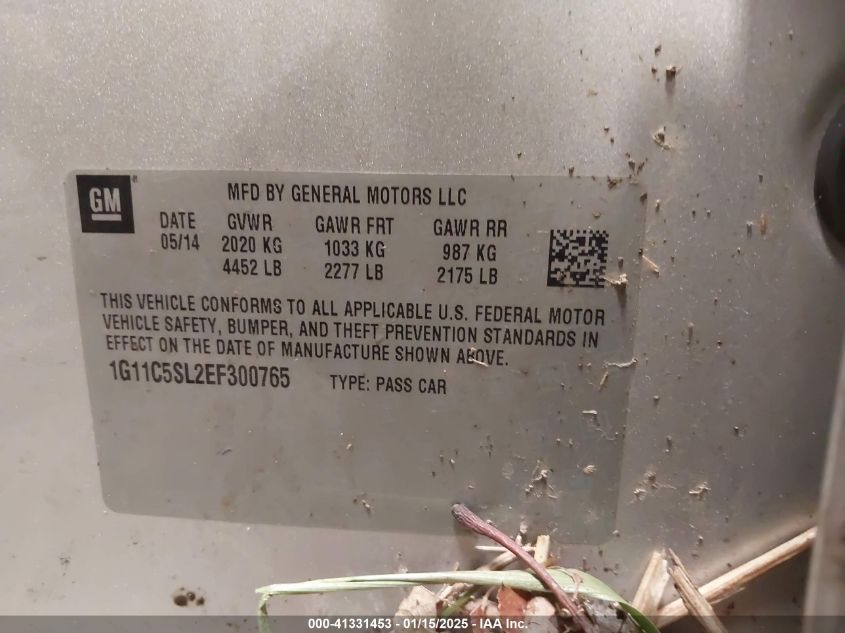 GM
MFD BY GENERAL MOTORS LLC
DATE GVWR GAWR FRT GAWR RR
05/14 2020 KG 1033 KG 987 KG
4452 LB 2277 LB 2175 LB
THIS VEHICLE CONFORMS TO ALL APPLICABLE U.S. FEDERAL MOTOR
VEHICLE SAFETY, BUMPER, AND THEFT PREVENTION STANDARDS IN
EFFECT ON THE DATE OF MANUFACTURE SHOWN ABOVE.
1G11C5SL2EF300765 TYPE: PASS CAR
000-41331453 - 01/15/2025 - IAA Inc.